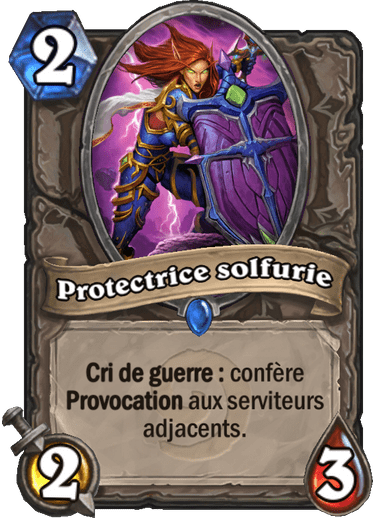 2
Protectrice solfurie
Cri de guerre : confère
Provocation aux serviteurs
adjacents.
2
3